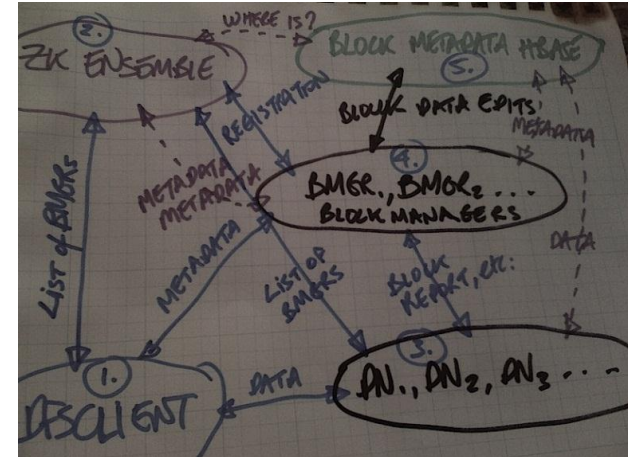 2.
ZK ENSEMBLE
WHERE IS?
BLOCK METADATA HBASE
5.
REGISTRATION
BLOCK DATA EDITS
METADATA
METADATA
METADATA
4.
BMGR1, BMGR2 ...
BLOCK MANAGERS
LIST of BMGRs
METADATA
LIST OF
BMGRS
BLOCK
REPORT, etc.
DATA
1.
DFSCLIENT
DATA
3.
DN1, DN2, DN3 ...